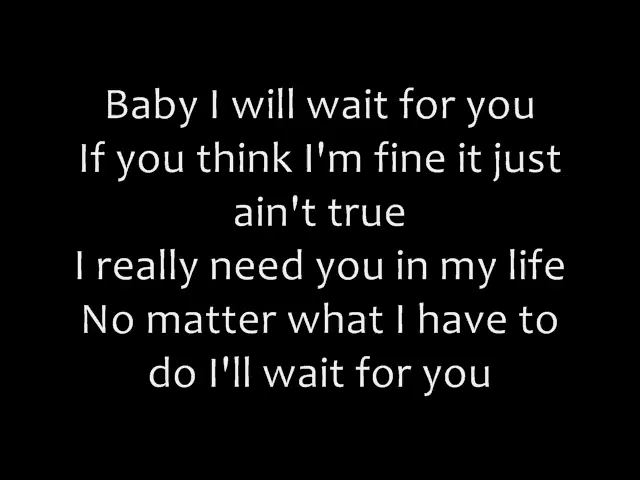 Baby I will wait for you
If you think I'm fine it just
ain't true
I really need you in my life
No matter what I have to
do I'll wait for you